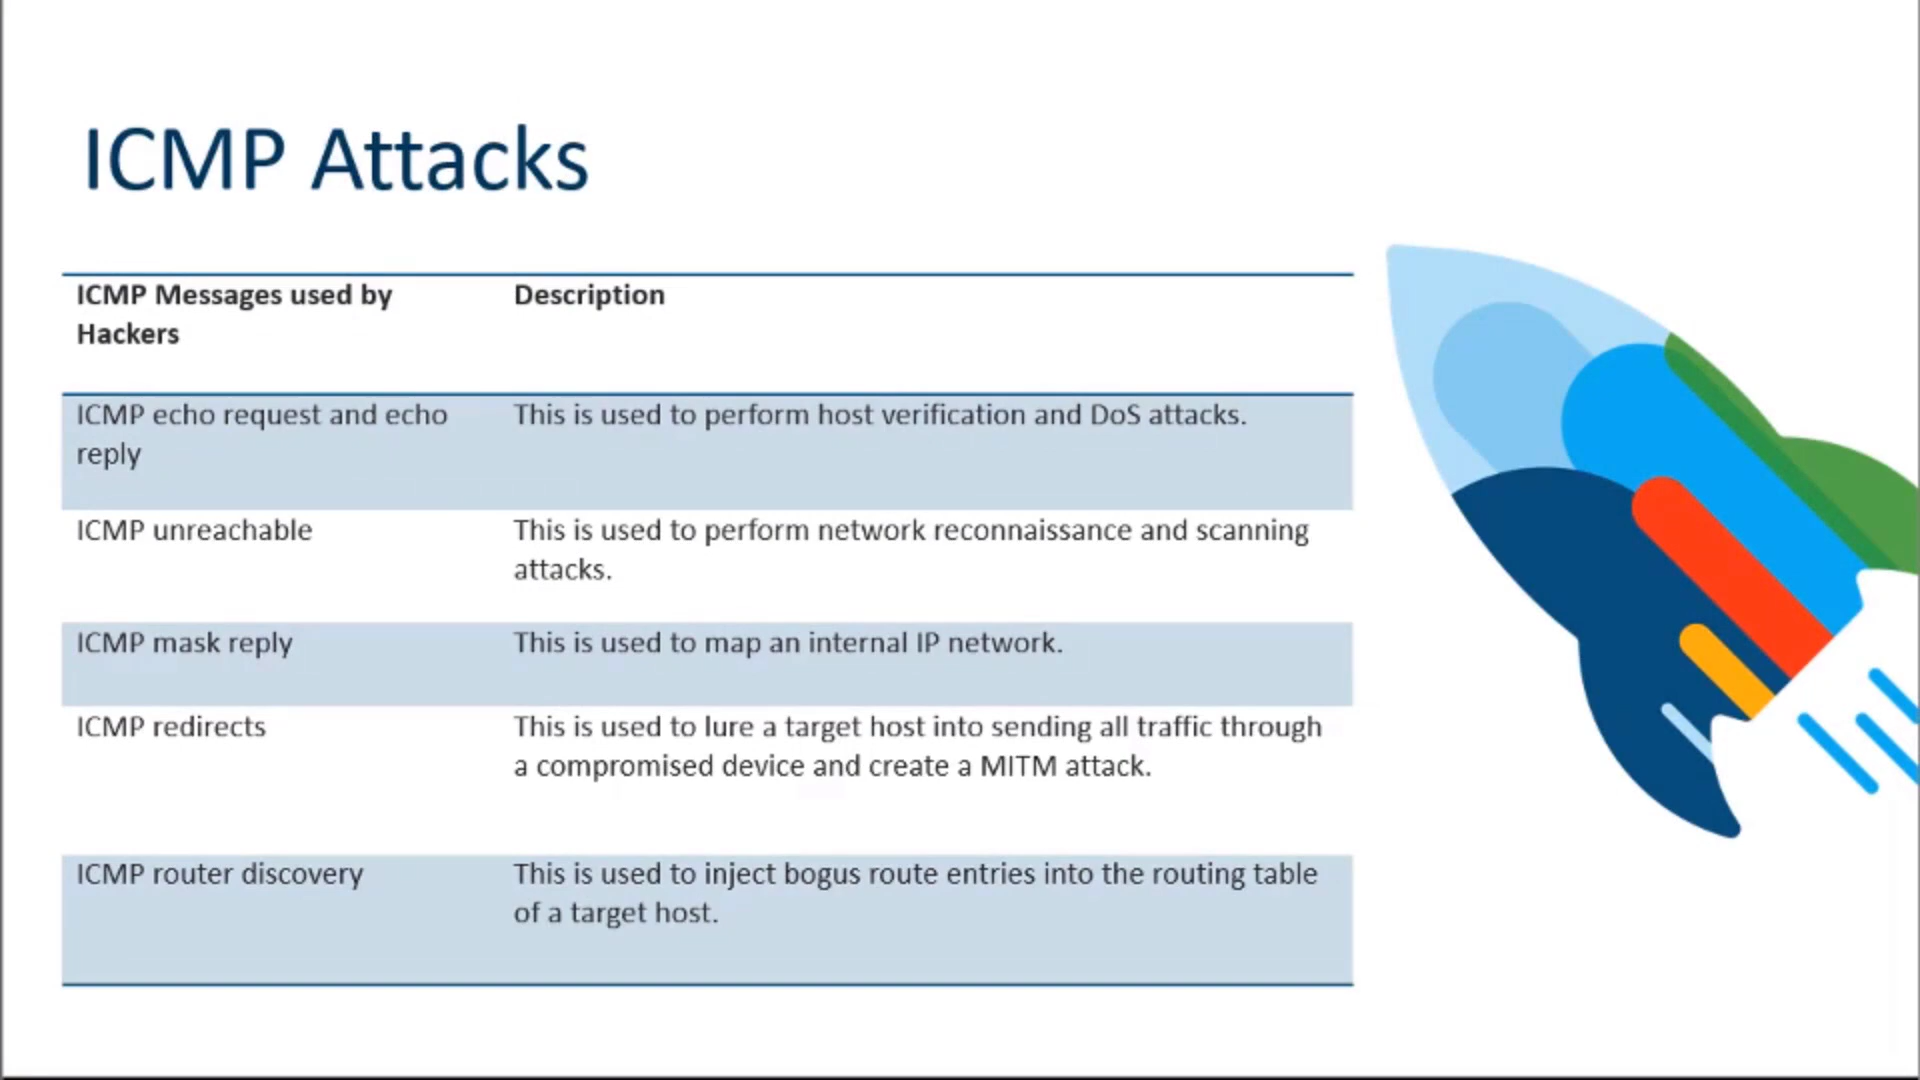 ICMP Attacks
ICMP Messages used by
Hackers
Description
ICMP echo request and echo
reply
This is used to perform host verification and DoS attacks.
ICMP unreachable
This is used to perform network reconnaissance and scanning
attacks.
ICMP mask reply
This is used to map an internal IP network.
ICMP redirects
This is used to lure a target host into sending all traffic through
a compromised device and create a MITM attack.
ICMP router discovery
This is used to inject bogus route entries into the routing table
of a target host.